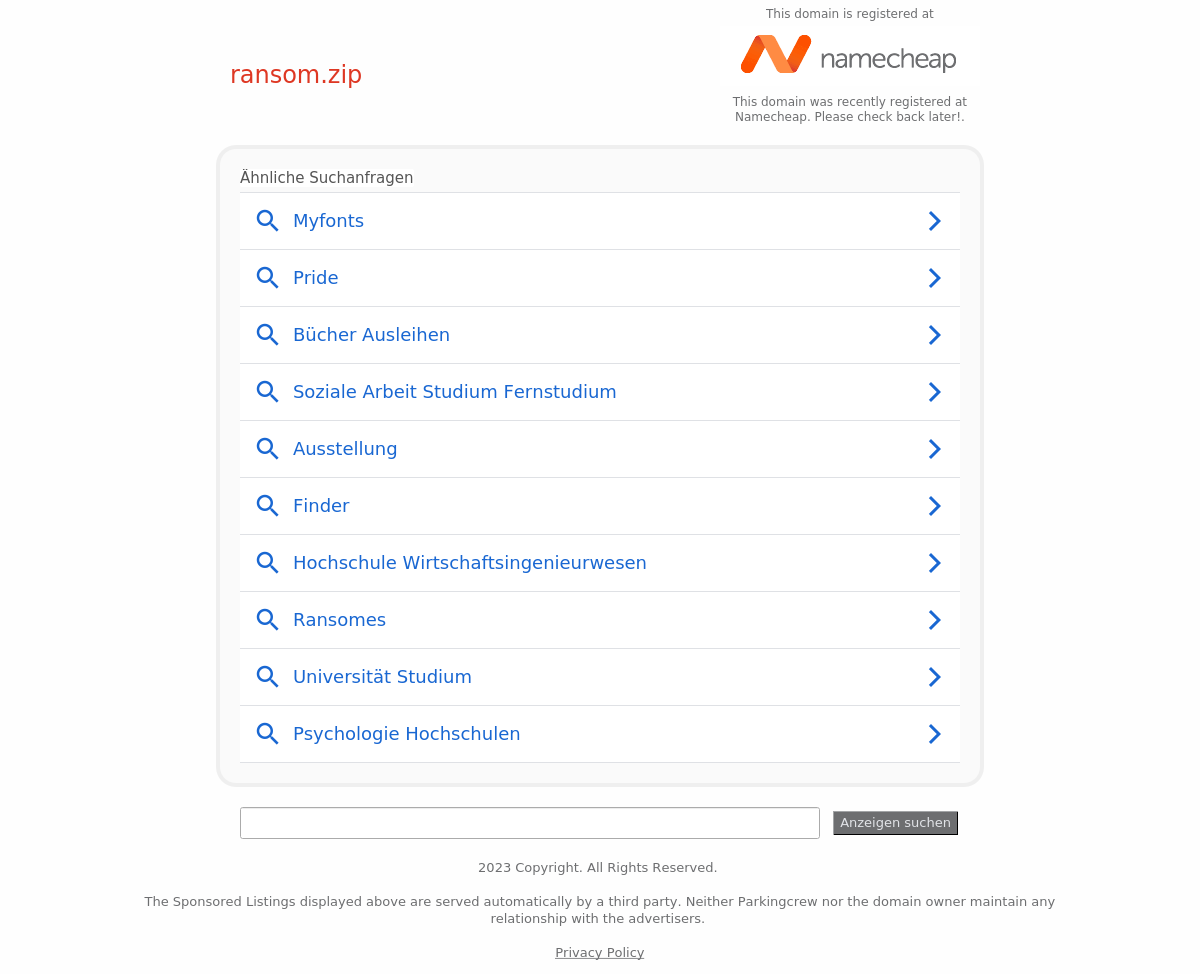 This domain is registered at
namecheap
ransom.zip
This domain was recently registered at
Namecheap. Please check back later!.
Ähnliche Suchanfragen
Myfonts
Pride
Bücher Ausleihen
Soziale Arbeit Studium Fernstudium
Ausstellung
Finder
Hochschule Wirtschaftsingenieurwesen
Ransomes
Universität Studium
Psychologie Hochschulen
Anzeigen suchen
2023 Copyright. All Rights Reserved.
The Sponsored Listings displayed above are served automatically by a third party. Neither Parkingcrew nor the domain owner maintain any
relationship with the advertisers.
Privacy Policy